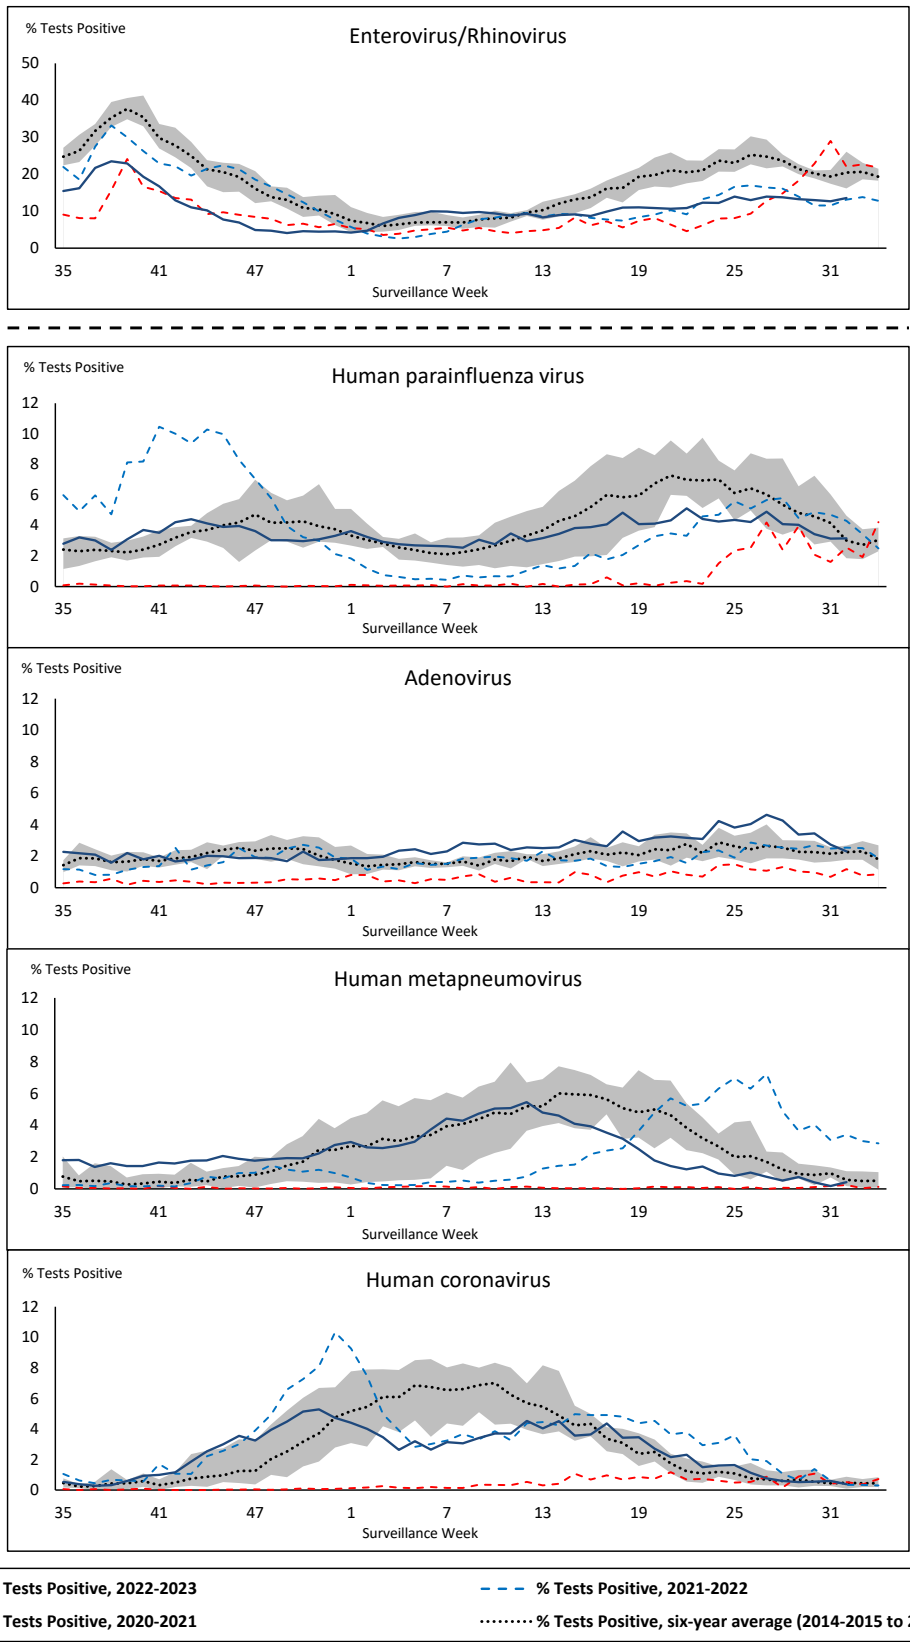 % Tests Positive
Enterovirus/Rhinovirus
50
40
30
20
10
0
35 41 47 1 7 13 19 25 31
Surveillance Week
% Tests Positive
Human parainfluenza virus
12
10
8
6
4
2
0
35 41 47 1 7 13 19 25 31
Surveillance Week
% Tests Positive
Adenovirus
12
10
8
6
4
2
0
35 41 47 1 7 13 19 25 31
Surveillance Week
% Tests Positive
Human metapneumovirus
12
10
8
6
4
2
0
35 41 47 1 7 13 19 25 31
Surveillance Week
% Tests Positive
Human coronavirus
12
10
8
6
4
2
0
35 41 47 1 7 13 19 25 31
Surveillance Week
Tests Positive, 2022-2023 % Tests Positive, 2021-2022
Tests Positive, 2020-2021 % Tests Positive, six-year average (2014-2015 to